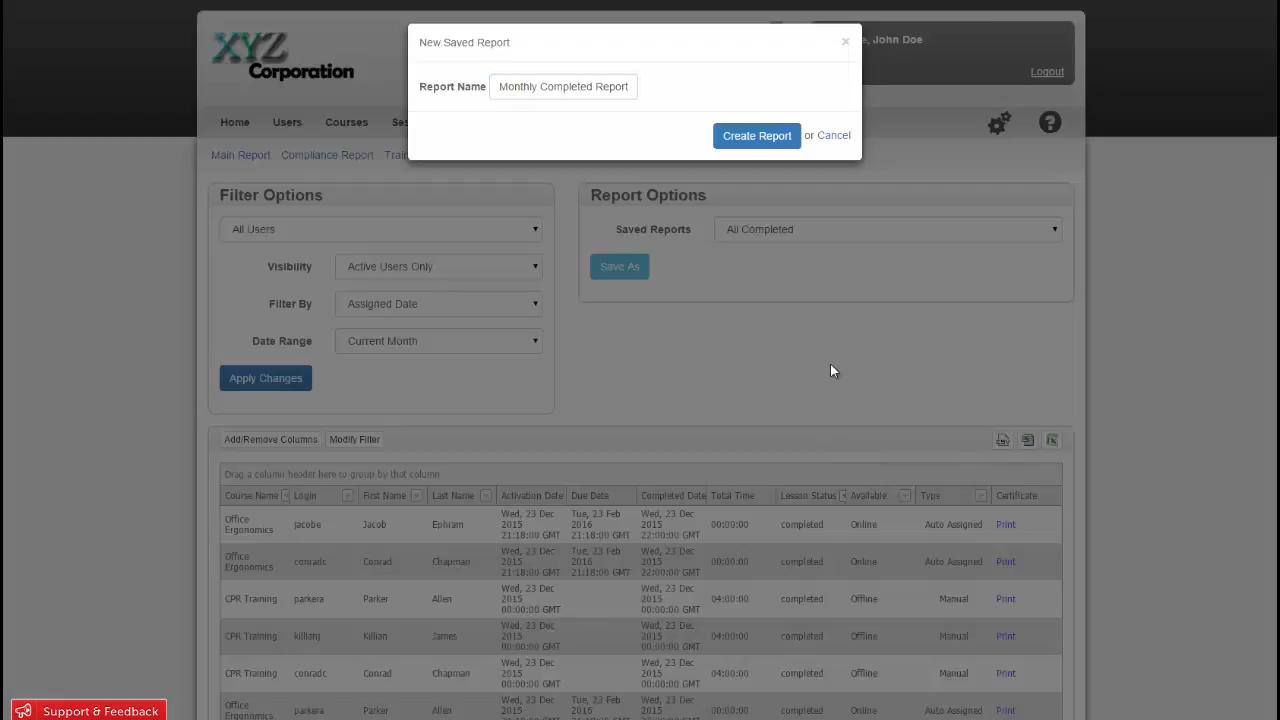 New Saved Report
×
XYZ
Corporation
e, John Doe
Logout
Report Name Monthly Completed Report
Create Report or Cancel
Home Users Courses
Main Report Compliance Report
Filter Options
All Users
Visibility Active Users Only
Filter By Assigned Date
Date Range Current Month
Apply Changes
Report Options
Saved Reports All Completed
Save As
Add/Remove Columns Modify Filter
Drag a column header here to group by that column
Course Name Login First Name Last Name Activation Date Due Date Completed Date Total Time Lesson Status Available Type Certificate
Office Ergonomics jacobe Jacob Ephram Wed, 23 Dec 2015 21:18:00 GMT Tue, 23 Feb 2016 21:18:00 GMT Wed, 23 Dec 2015 22:00:00 GMT 00:00:00 completed Online Auto Assigned Print
Office Ergonomics conradc Conrad Chapman Wed, 23 Dec 2015 21:18:00 GMT Tue, 23 Feb 2016 21:18:00 GMT Wed, 23 Dec 2015 22:00:00 GMT 00:00:00 completed Online Auto Assigned Print
CPR Training parkera Parker Allen Wed, 23 Dec 2015 00:00:00 GMT Wed, 23 Dec 2015 00:00:00 GMT 04:00:00 completed Offline Manual Print
CPR Training killianj Killian James Wed, 23 Dec 2015 00:00:00 GMT Wed, 23 Dec 2015 00:00:00 GMT 04:00:00 completed Offline Manual Print
CPR Training conradc Conrad Chapman Wed, 23 Dec 2015 00:00:00 GMT Wed, 23 Dec 2015 00:00:00 GMT 04:00:00 completed Offline Manual Print
Office Ergonomics parkera Parker Allen Wed, 23 Dec 2015 Tue, 23 Feb 2016 Wed, 23 Dec 2015 00:00:00 completed Online Auto Assigned Print
Support & Feedback